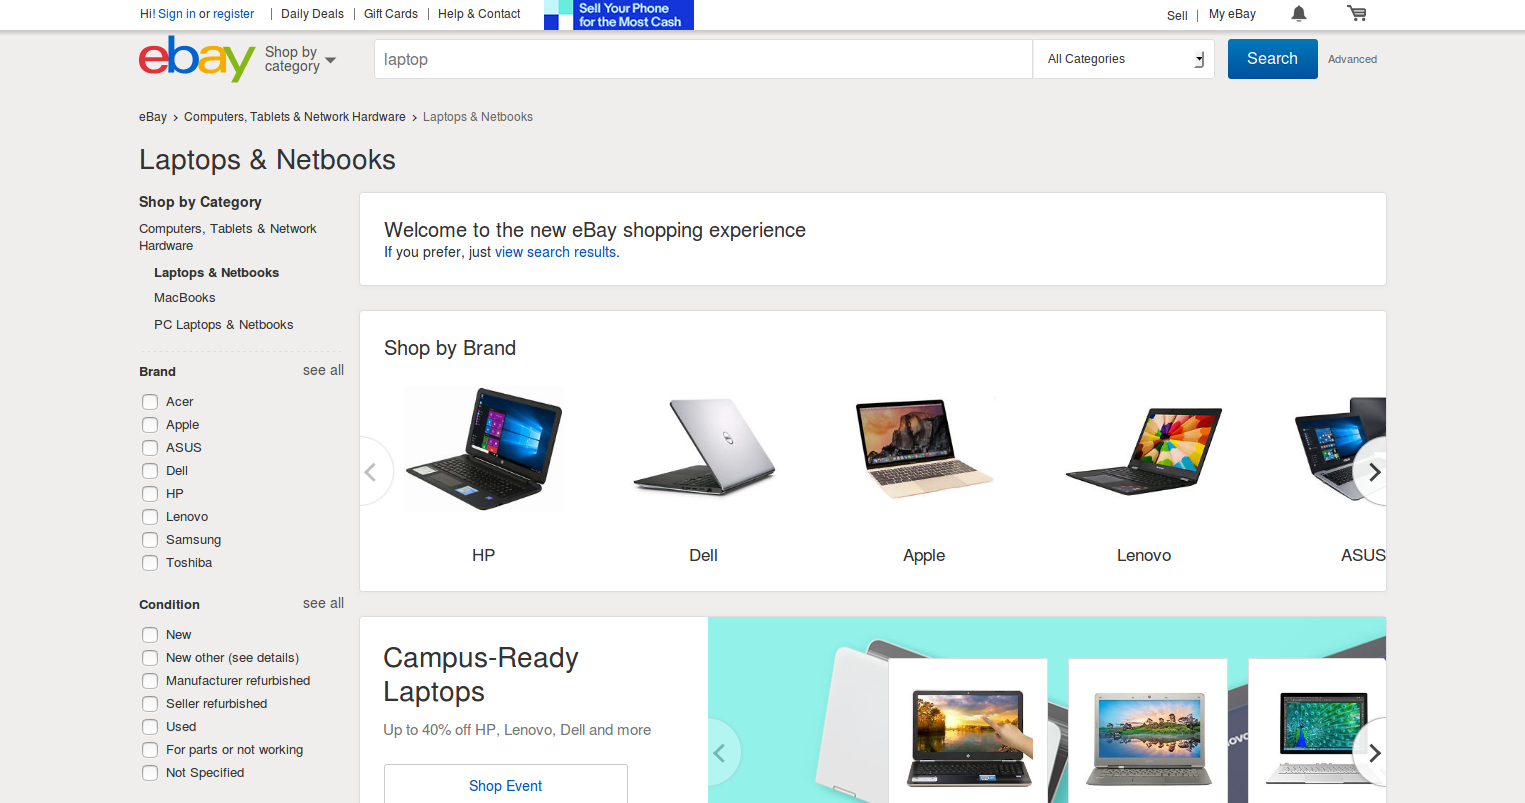 Hi! Sign in or register | Daily Deals | Gift Cards | Help & Contact
Sell Your Phone
for the Most Cash
Sell | My eBay
ebay
Shop by
category
laptop
All Categories
Search
Advanced
eBay > Computers, Tablets & Network Hardware > Laptops & Netbooks
Laptops & Netbooks
Shop by Category
Computers, Tablets & Network
Hardware
Laptops & Netbooks
MacBooks
PC Laptops & Netbooks
Brand
see all
Acer
Apple
ASUS
Dell
HP
Lenovo
Samsung
Toshiba
Condition
see all
New
New other (see details)
Manufacturer refurbished
Seller refurbished
Used
For parts or not working
Not Specified
Welcome to the new eBay shopping experience
If you prefer, just view search results.
Shop by Brand
HP
Dell
Apple
Lenovo
ASUS
Campus-Ready
Laptops
Up to 40% off HP, Lenovo, Dell and more
Shop Event